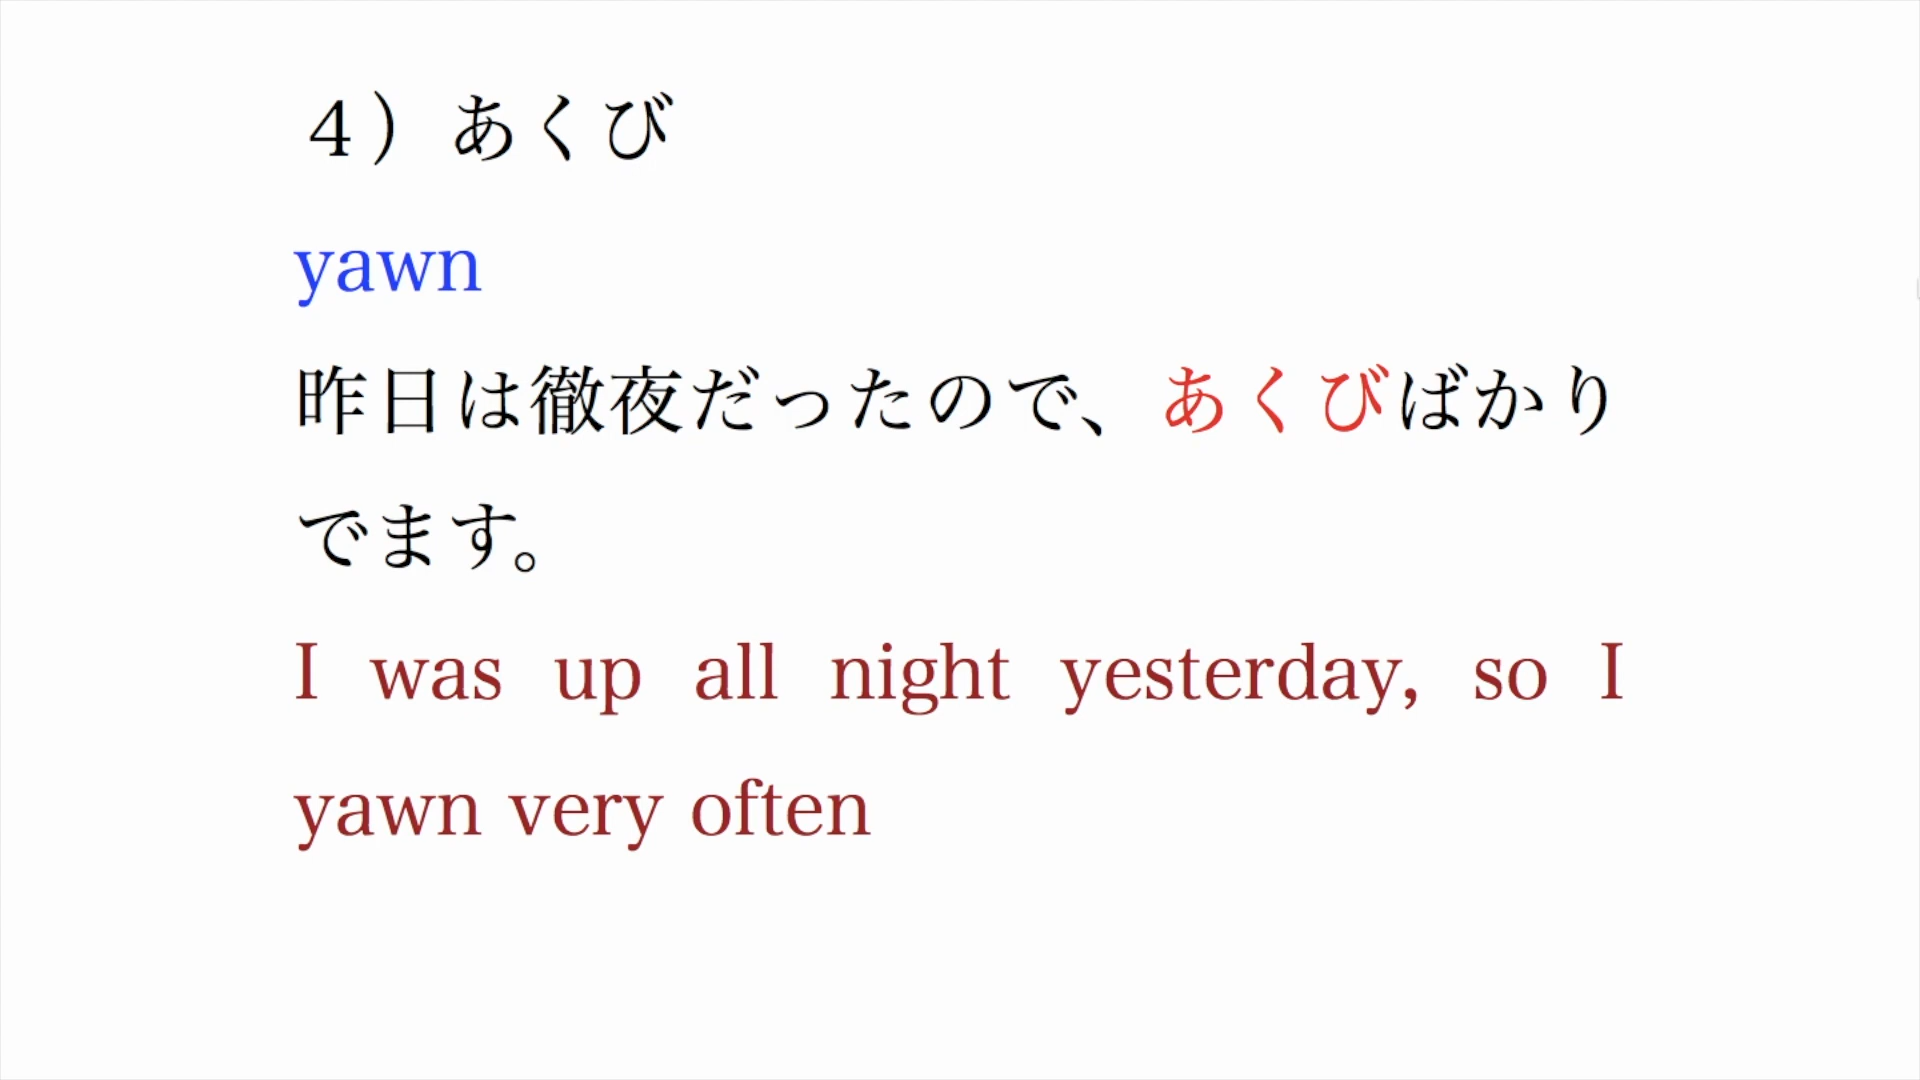 ４）あくび
yawn
昨日は徹夜だったので、あくびばかり
でます。
I was up all night yesterday, so I
yawn very often